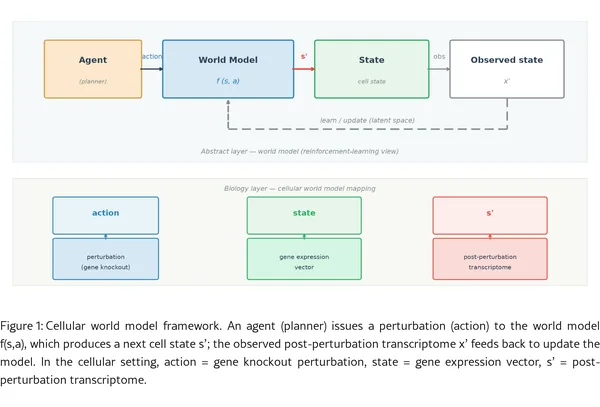 Agent
(planner)
action
World Model
f (s, a)
s'
State
cell state
obs
Observed state
x'
learn / update (latent space)
Abstract layer — world model (reinforcement-learning view)
Biology layer — cellular world model mapping
action
state
s'
perturbation
(gene knockout)
gene expression
vector
post-perturbation
transcriptome
Figure 1: Cellular world model framework. An agent (planner) issues a perturbation (action) to the world model
f(s,a), which produces a next cell state s’; the observed post-perturbation transcriptome x’ feeds back to update the
model. In the cellular setting, action = gene knockout perturbation, state = gene expression vector, s’ = post-
perturbation transcriptome.